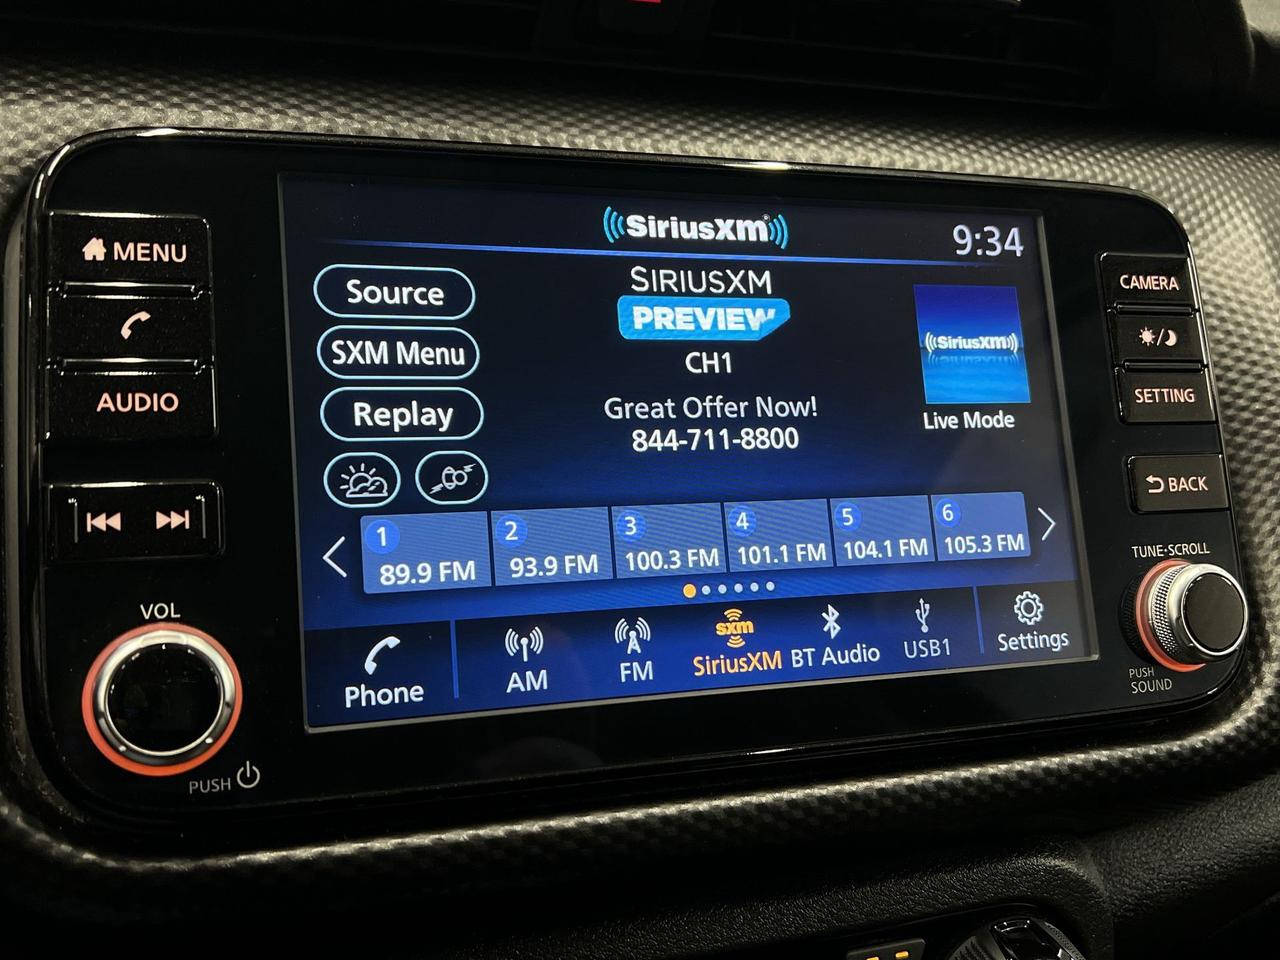 SiriusXM
9:34
MENU
AUDIO
VOL
PUSH
Source
SXM Menu
Replay
SIRIUSXM
PREVIEW
CH1
Great Offer Now!
844-711-8800
SiriusXM
Live Mode
1
89.9 FM
2
93.9 FM
3
100.3 FM
4
101.1 FM
5
104.1 FM
6
105.3 FM
Phone
AM
FM
sxm
SiriusXM
BT Audio
USB1
Settings
CAMERA
SETTING
BACK
TUNE·SCROLL
PUSH
SOUND